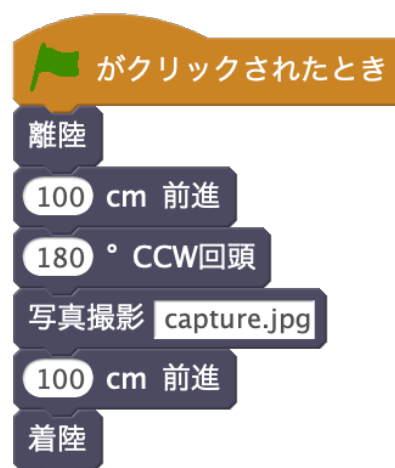 がクリックされたとき
離陸
100 cm 前進
180 ° CCW回頭
写真撮影 capture.jpg
100 cm 前進
着陸